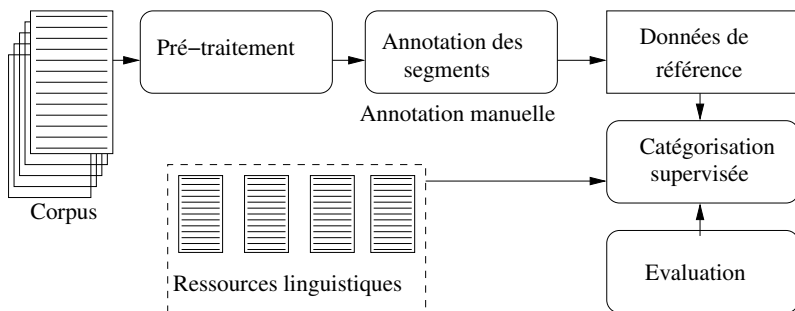 Pré-traitement
Annotation des
segments
Données de
référence
Annotation manuelle
Catégorisation
supervisée
Corpus
Ressources linguistiques
Evaluation